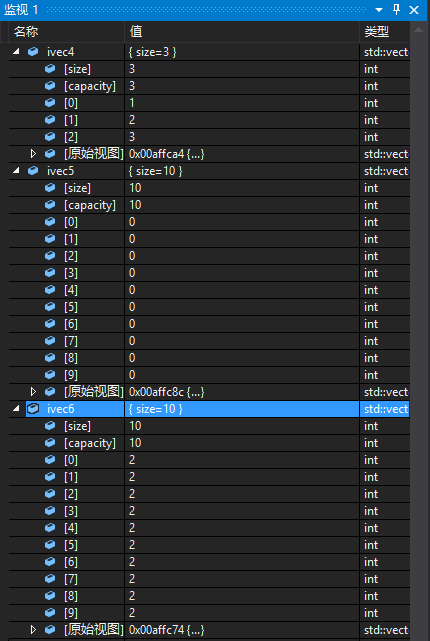 监视 1
名称 值 类型
ivec4 { size=3 } std::vect
[size] 3 int
[capacity] 3 int
[0] 1 int
[1] 2 int
[2] 3 int
[原始视图] 0x00affca4 {...} std::vect
ivec5 { size=10 } std::vect
[size] 10 int
[capacity] 10 int
[0] 0 int
[1] 0 int
[2] 0 int
[3] 0 int
[4] 0 int
[5] 0 int
[6] 0 int
[7] 0 int
[8] 0 int
[9] 0 int
[原始视图] 0x00affc8c {...} std::vect
ivec6 { size=10 } std::vect
[size] 10 int
[capacity] 10 int
[0] 2 int
[1] 2 int
[2] 2 int
[3] 2 int
[4] 2 int
[5] 2 int
[6] 2 int
[7] 2 int
[8] 2 int
[9] 2 int
[原始视图] 0x00affc74 {...} std::vect